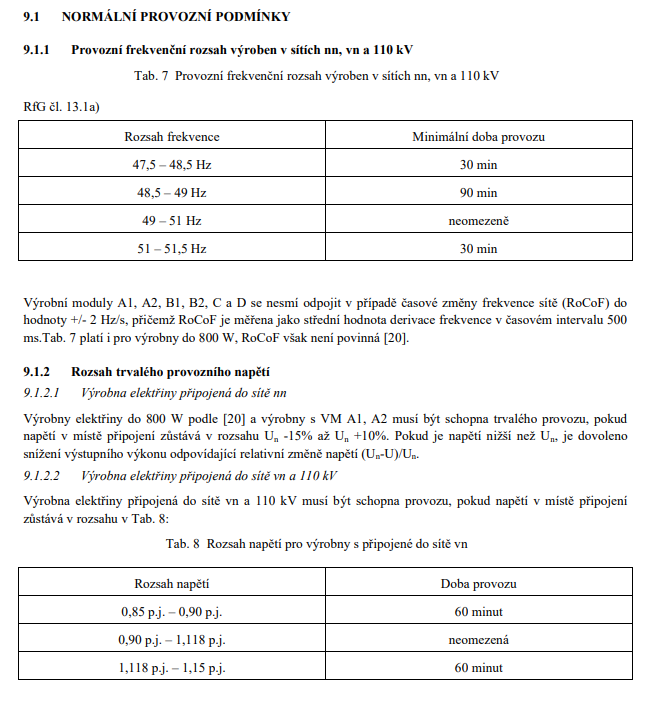 9.1 NORMÁLNÍ PROVOZNÍ PODMÍNKY
9.1.1 Provozní frekvenční rozsah výroben v sítích nn, vn a 110 kV
Tab. 7 Provozní frekvenční rozsah výroben v sítích nn, vn a 110 kV
RfG čl. 13.1a)
Rozsah frekvence Minimální doba provozu
47,5 – 48,5 Hz 30 min
48,5 – 49 Hz 90 min
49 – 51 Hz neomezeně
51 – 51,5 Hz 30 min
Výrobní moduly A1, A2, B1, B2, C a D se nesmí odpojit v případě časové změny frekvence sítě (RoCoF) do
hodnoty +/- 2 Hz/s, přičemž RoCoF je měřena jako střední hodnota derivace frekvence v časovém intervalu 500
ms.Tab. 7 platí i pro výrobny do 800 W, RoCoF však není povinná [20].
9.1.2 Rozsah trvalého provozního napětí
9.1.2.1 Výrobna elektřiny připojená do sítě nn
Výrobny elektřiny do 800 W podle [20] a výrobny s VM A1, A2 musí být schopna trvalého provozu, pokud
napětí v místě připojení zůstává v rozsahu Un -15% až Un +10%. Pokud je napětí nižší než Un, je dovoleno
snížení výstupního výkonu odpovídající relativní změně napětí (Un-U)/Un.
9.1.2.2 Výrobna elektřiny připojená do sítě vn a 110 kV
Výrobna elektřiny připojená do sítě vn a 110 kV musí být schopna provozu, pokud napětí v místě připojení
zůstává v rozsahu v Tab. 8:
Tab. 8 Rozsah napětí pro výrobny s připojené do sítě vn
Rozsah napětí Doba provozu
0,85 p.j. – 0,90 p.j. 60 minut
0,90 p.j. – 1,118 p.j. neomezená
1,118 p.j. – 1,15 p.j. 60 minut